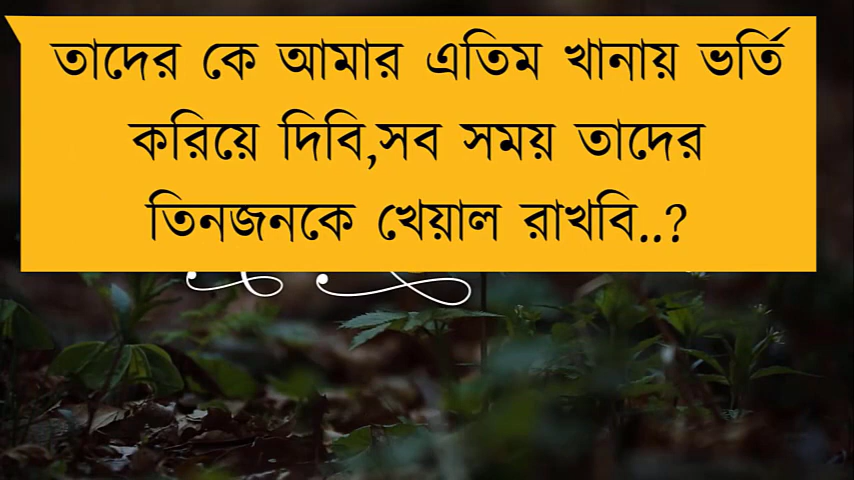 তাদের কে আমার এতিম খানায় ভর্তি
করিয়ে দিবি,সব সময় তাদের
তিনজনকে খেয়াল রাখবি..?